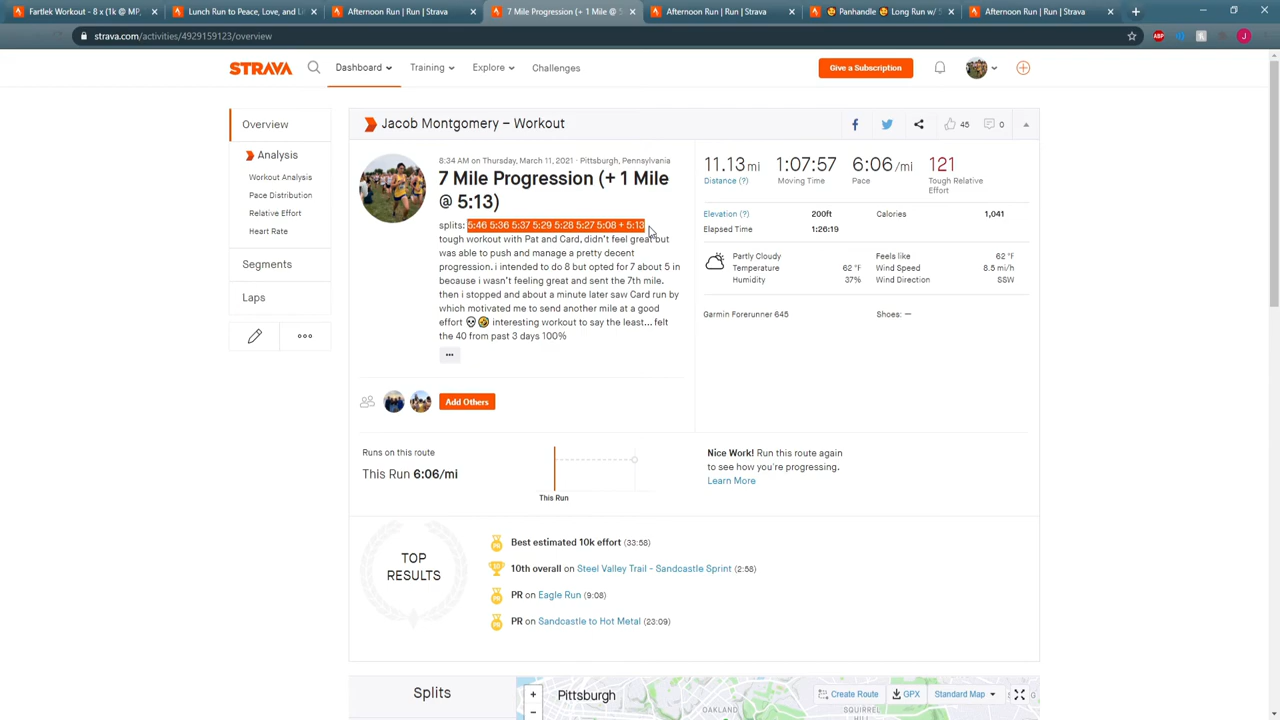 Fartlek Workout - 8 x (1k @ MP,
Lunch Run to Peace, Love, and Li
Afternoon Run | Run | Strava
7 Mile Progression (+ 1 Mile @ 5
Afternoon Run | Run | Strava
Panhandle 🤠 Long Run w/
Afternoon Run | Run | Strava
strava.com/activities/4929159123/overview
ABP
J
STRAVA
Dashboard
Training
Explore
Challenges
Give a Subscription
Overview
Analysis
Workout Analysis
Pace Distribution
Relative Effort
Heart Rate
Segments
Laps
Jacob Montgomery – Workout
45
0
8:34 AM on Thursday, March 11, 2021 · Pittsburgh, Pennsylvania
7 Mile Progression (+ 1 Mile
@ 5:13)
splits: 5:46 5:36 5:37 5:29 5:28 5:27 5:08 + 5:13
tough workout with Pat and Card, didn't feel great but
was able to push and manage a pretty decent
progression. i intended to do 8 but opted for 7 about 5 in
because i wasn't feeling great and sent the 7th mile.
then i stopped and about a minute later saw Card run by
which motivated me to send another mile at a good
effort 💀🤣 interesting workout to say the least... felt
the 40 from past 3 days 100%
Add Others
11.13mi
Distance (?)
1:07:57
Moving Time
6:06/mi
Pace
121
Tough Relative
Effort
Elevation (?) 200ft
Calories 1,041
Elapsed Time 1:26:19
Partly Cloudy
Temperature 62 °F
Humidity 37%
Feels like 62 °F
Wind Speed 8.5 mi/h
Wind Direction SSW
Garmin Forerunner 645
Shoes: —
Runs on this route
This Run 6:06/mi
This Run
Nice Work! Run this route again
to see how you're progressing.
Learn More
TOP
RESULTS
PR
Best estimated 10k effort (33:58)
10
10th overall on Steel Valley Trail - Sandcastle Sprint (2:58)
PR
PR on Eagle Run (9:08)
PR
PR on Sandcastle to Hot Metal (23:09)
Splits
+
−
Pittsburgh
OAKLAND
SQUIRREL
HILL
Create Route
GPX
Standard Map